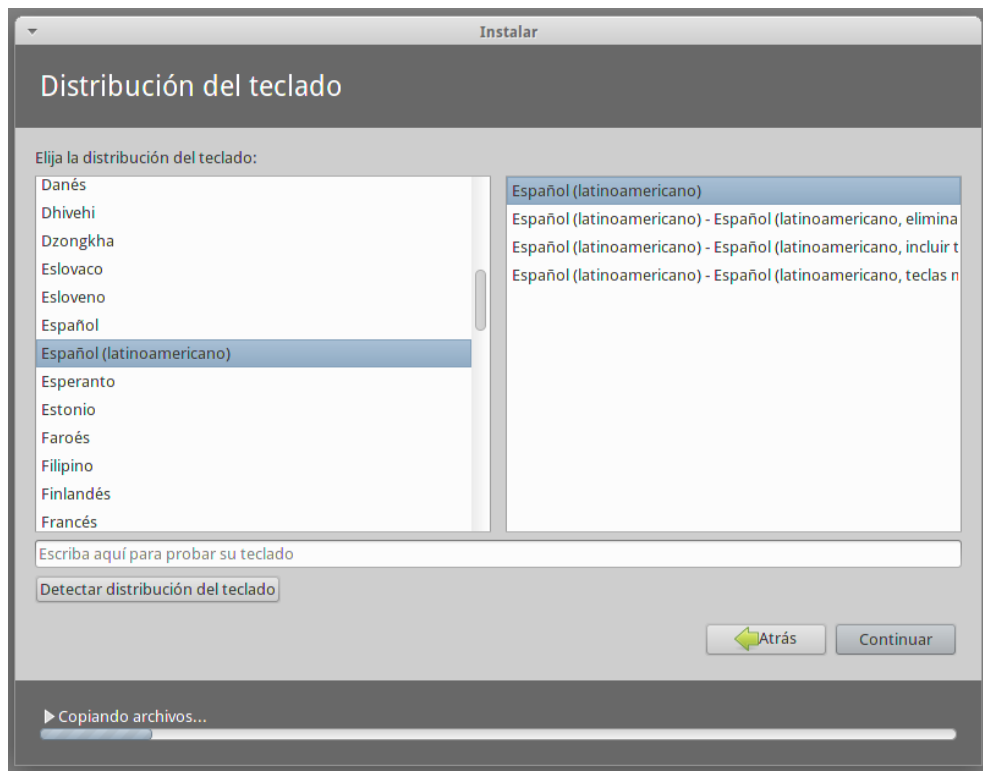 Instalar
Distribución del teclado
Elija la distribución del teclado:
Danés
Dhivehi
Dzongkha
Eslovaco
Esloveno
Español
Español (latinoamericano)
Esperanto
Estonio
Faroés
Filipino
Finlandés
Francés
Español (latinoamericano)
Español (latinoamericano) - Español (latinoamericano, elimina
Español (latinoamericano) - Español (latinoamericano, incluir t
Español (latinoamericano) - Español (latinoamericano, teclas
Escriba aquí para probar su teclado
Detectar distribución del teclado
Atrás
Continuar
Copiando archivos...